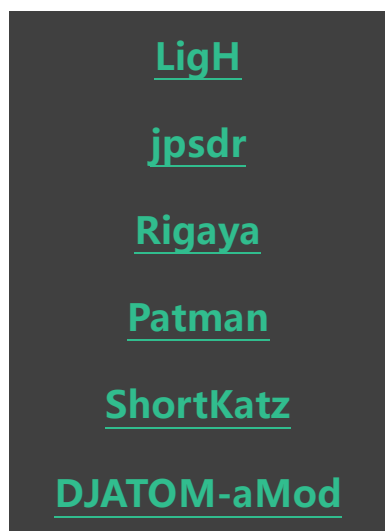 LigH
jpsdr
Rigaya
Patman
ShortKatz
DJATOM-aMod